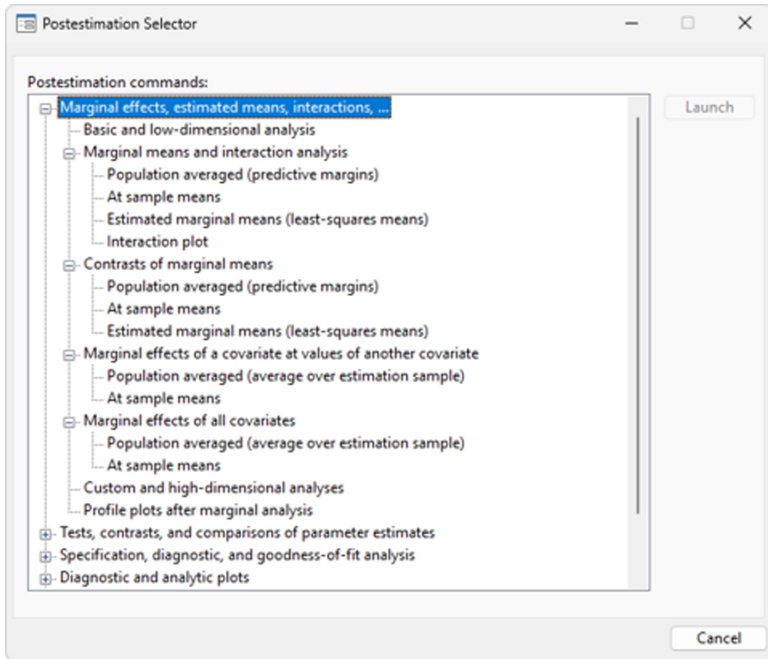 Postestimation Selector
Postestimation commands:
Marginal effects, estimated means, interactions, ...
Launch
Basic and low-dimensional analysis
Marginal means and interaction analysis
Population averaged (predictive margins)
At sample means
Estimated marginal means (least-squares means)
Interaction plot
Contrasts of marginal means
Population averaged (predictive margins)
At sample means
Estimated marginal means (least-squares means)
Marginal effects of a covariate at values of another covariate
Population averaged (average over estimation sample)
At sample means
Marginal effects of all covariates
Population averaged (average over estimation sample)
At sample means
Custom and high-dimensional analyses
Profile plots after marginal analysis
Tests, contrasts, and comparisons of parameter estimates
Specification, diagnostic, and goodness-of-fit analysis
Diagnostic and analytic plots
Cancel